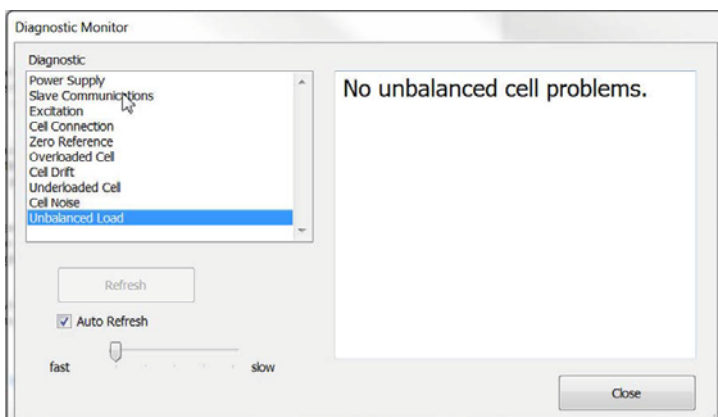 Diagnostic Monitor
Diagnostic
Power Supply
Slave Communications
Excitation
Cell Connection
Zero Reference
Overloaded Cell
Cell Drift
Underloaded Cell
Cell Noise
Unbalanced Load
No unbalanced cell problems.
Refresh
Auto Refresh
fast
slow
Close